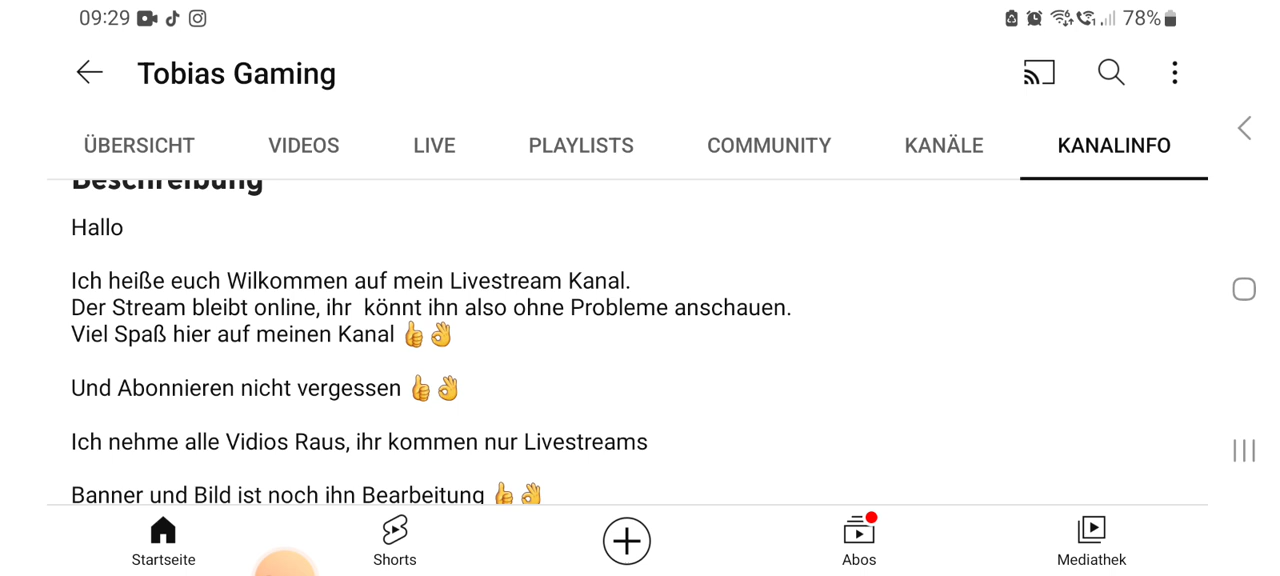 09:29 78%
Tobias Gaming
ÜBERSICHT VIDEOS LIVE PLAYLISTS COMMUNITY KANÄLE KANALINFO
Beschreibung
Hallo
Ich heiße euch Wilkommen auf mein Livestream Kanal.
Der Stream bleibt online, ihr  könnt ihn also ohne Probleme anschauen.
Viel Spaß hier auf meinen Kanal 👍👌
Und Abonnieren nicht vergessen 👍👌
Ich nehme alle Vidios Raus, ihr kommen nur Livestreams
Banner und Bild ist noch ihn Bearbeitung 👍👌
Startseite Shorts Abos Mediathek